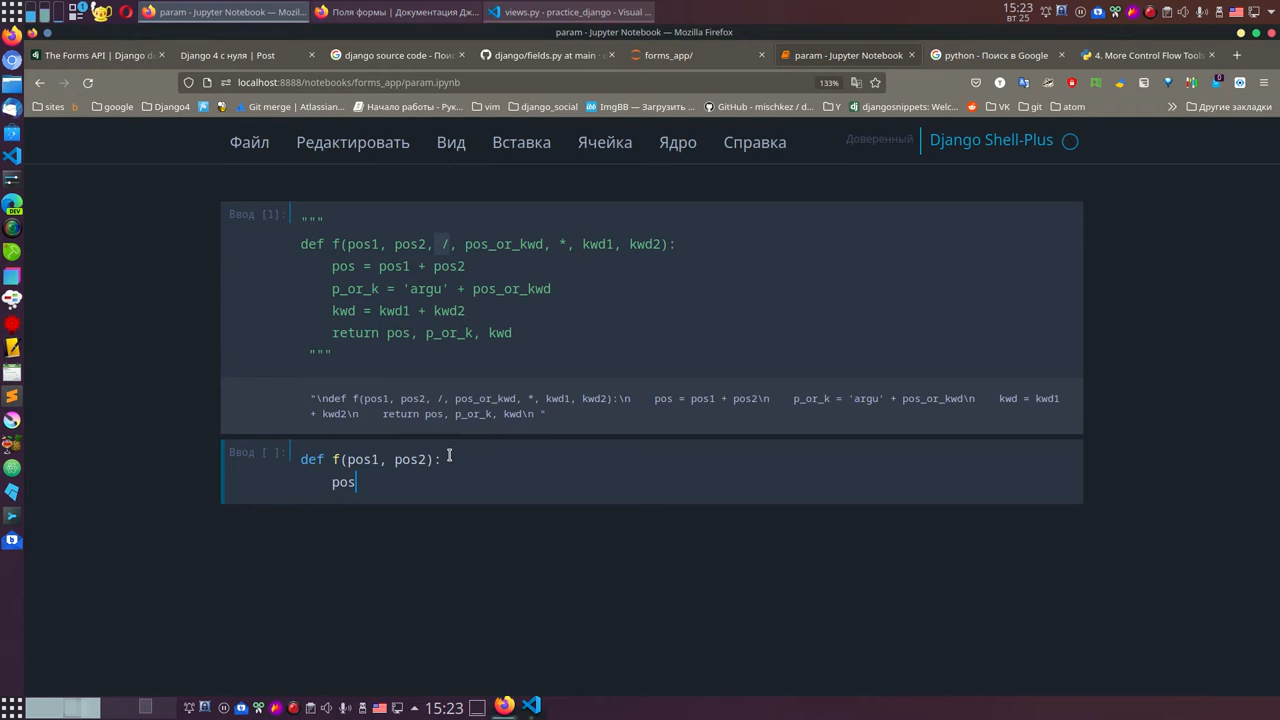 param - Jupyter Notebook — Mozil...
Поля формы | Документация Дж...
views.py - practice_django - Visual ...
15:23
ВТ 25
param - Jupyter Notebook — Mozilla Firefox
The Forms API | Django do
Django 4 с нуля | Post
django source code - Поис
django/fields.py at main ·
forms_app/
param - Jupyter Notebook
python - Поиск в Google
4. More Control Flow Tools
localhost:8888/notebooks/forms_app/param.ipynb
133%
sites
google
Django4
Git merge | Atlassian...
Начало работы - Рук...
vim
django_social
ImgBB — Загрузить ...
GitHub - mischkez / d...
Y
djangosnippets: Welc...
VK
git
atom
Другие закладки
Файл
Редактировать
Вид
Вставка
Ячейка
Ядро
Справка
Доверенный
Django Shell-Plus
Ввод [1]:
"""
def f(pos1, pos2, /, pos_or_kwd, *, kwd1, kwd2):
    pos = pos1 + pos2
    p_or_k = 'argu' + pos_or_kwd
    kwd = kwd1 + kwd2
    return pos, p_or_k, kwd
 """
"\ndef f(pos1, pos2, /, pos_or_kwd, *, kwd1, kwd2):\n    pos = pos1 + pos2\n    p_or_k = 'argu' + pos_or_kwd\n    kwd = kwd1
+ kwd2\n    return pos, p_or_k, kwd\n "
Ввод [ ]:
def f(pos1, pos2):
    pos
15:23